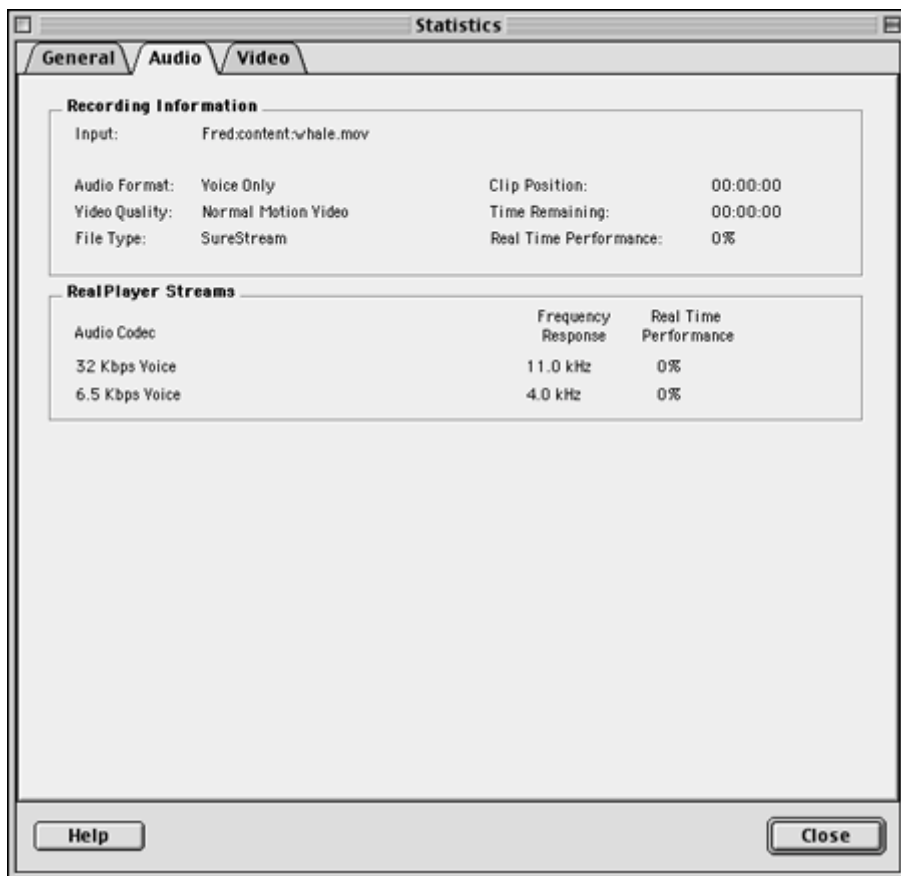 Statistics
General Audio Video
Recording Information
Input: Fred:content:whale.mov
Audio Format: Voice Only Clip Position: 00:00:00
Video Quality: Normal Motion Video Time Remaining: 00:00:00
File Type: SureStream Real Time Performance: 0%
RealPlayer Streams
Frequency Real Time
Audio Codec Response Performance
32 Kbps Voice 11.0 kHz 0%
6.5 Kbps Voice 4.0 kHz 0%
Help Close